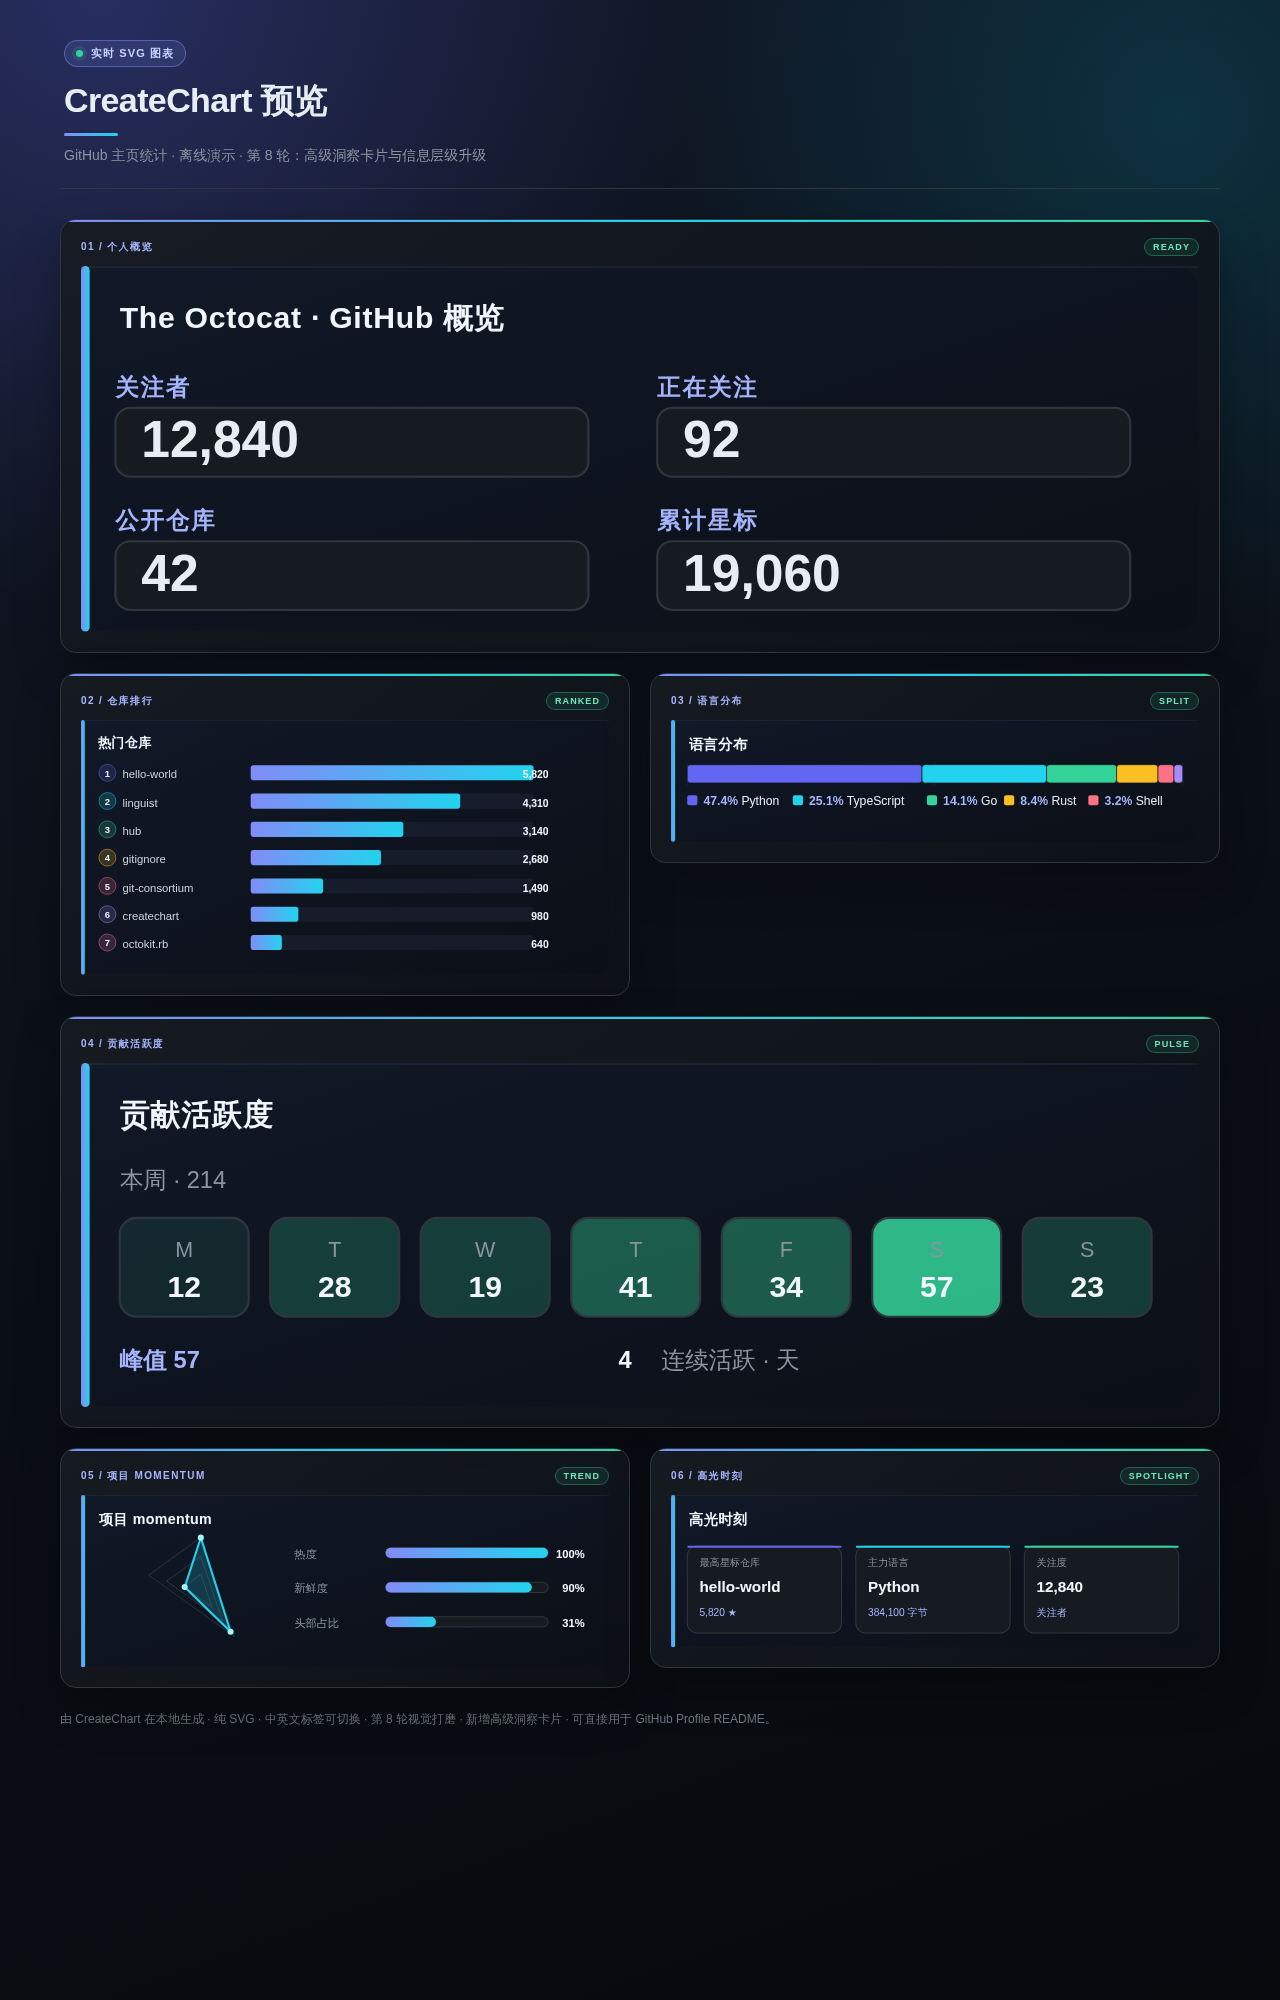 实时 SVG 图表
CreateChart 预览
GitHub 主页统计 · 离线演示 · 第 8 轮：高级洞察卡片与信息层级升级
01 / 个人概览
READY
The Octocat · GitHub 概览
关注者
正在关注
12,840
92
公开仓库
累计星标
42
19,060
02 / 仓库排行
RANKED
热门仓库
1 hello-world 5,820
2 linguist 4,310
3 hub 3,140
4 gitignore 2,680
5 git-consortium 1,490
6 createchart 980
7 octokit.rb 640
03 / 语言分布
SPLIT
语言分布
47.4% Python 25.1% TypeScript 14.1% Go 8.4% Rust 3.2% Shell
04 / 贡献活跃度
PULSE
贡献活跃度
本周 · 214
M T W T F S S
12 28 19 41 34 57 23
峰值 57
4 连续活跃 · 天
05 / 项目 MOMENTUM
TREND
项目 momentum
热度 100%
新鲜度 90%
头部占比 31%
06 / 高光时刻
SPOTLIGHT
高光时刻
最高星标仓库
hello-world
5,820 ★
主力语言
Python
384,100 字节
关注度
12,840
关注者
由 CreateChart 在本地生成 · 纯 SVG · 中英文标签可切换 · 第 8 轮视觉打磨 · 新增高级洞察卡片 · 可直接用于 GitHub Profile README。